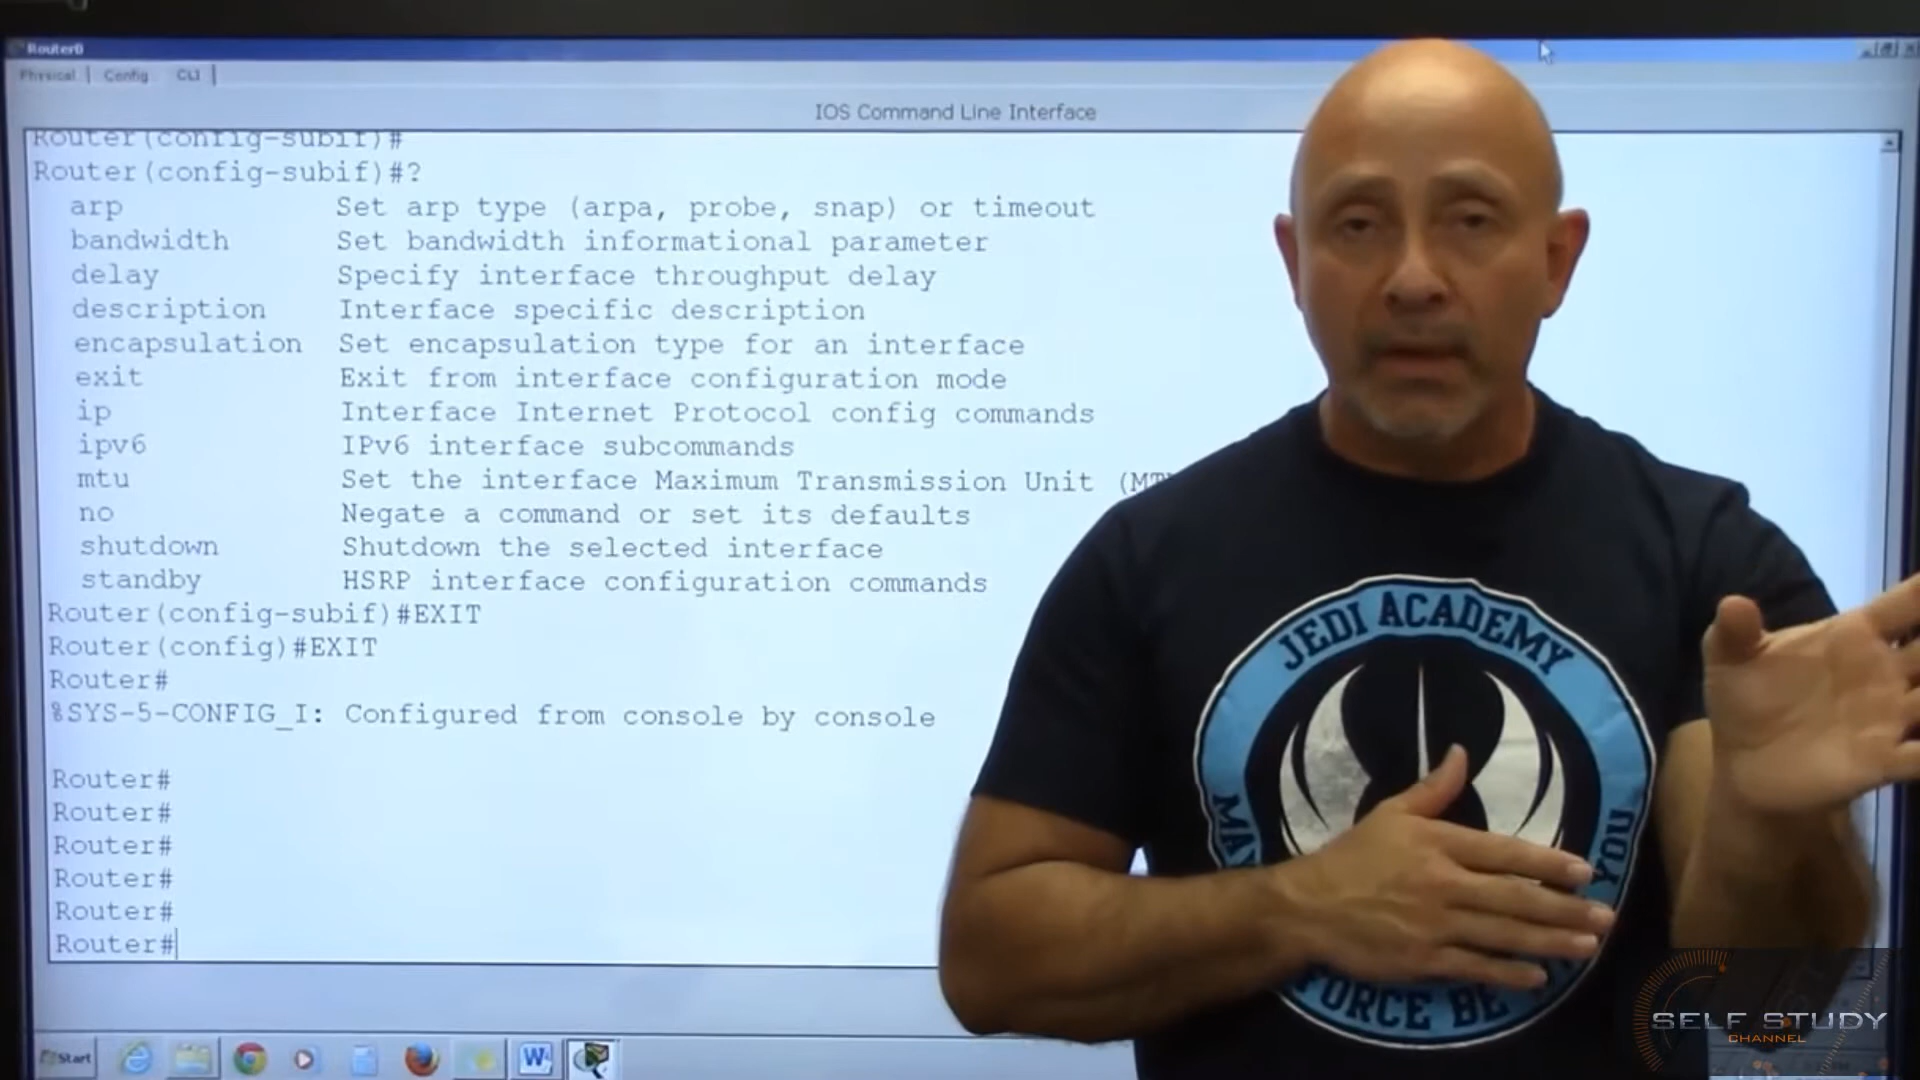 Router0
Physical Config CLI
IOS Command Line Interface
Router(config-subif)#
Router(config-subif)#?
arp Set arp type (arpa, probe, snap) or timeout
bandwidth Set bandwidth informational parameter
delay Specify interface throughput delay
description Interface specific description
encapsulation Set encapsulation type for an interface
exit Exit from interface configuration mode
ip Interface Internet Protocol config commands
ipv6 IPv6 interface subcommands
mtu Set the interface Maximum Transmission Unit
no Negate a command or set its defaults
shutdown Shutdown the selected interface
standby HSRP interface configuration commands
Router(config-subif)#EXIT
Router(config)#EXIT
Router#
%SYS-5-CONFIG_I: Configured from console by console
Router#
Router#
Router#
Router#
Router#
Router#
Start
JEDI ACADEMY
FORCE BE
YOU
SELF STUDY
CHANNEL